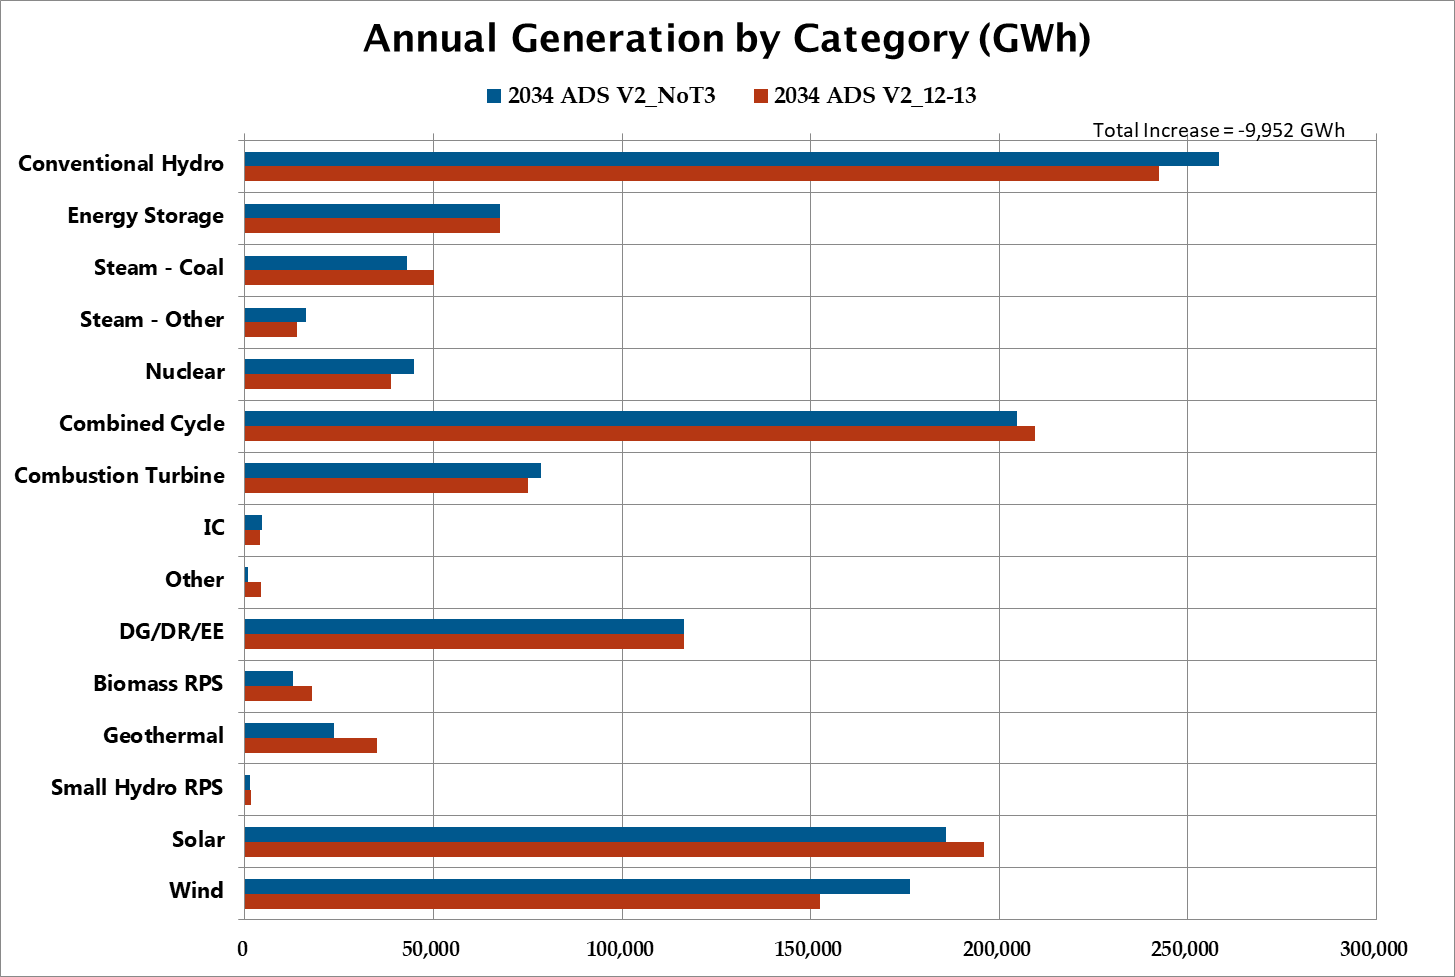 Annual Generation by Category (GWh)
2034 ADS V2_NoT3 2034 ADS V2_12-13
Total Increase = -9,952 GWh
Conventional Hydro
Energy Storage
Steam - Coal
Steam - Other
Nuclear
Combined Cycle
Combustion Turbine
IC
Other
DG/DR/EE
Biomass RPS
Geothermal
Small Hydro RPS
Solar
Wind
0 50,000 100,000 150,000 200,000 250,000 300,000